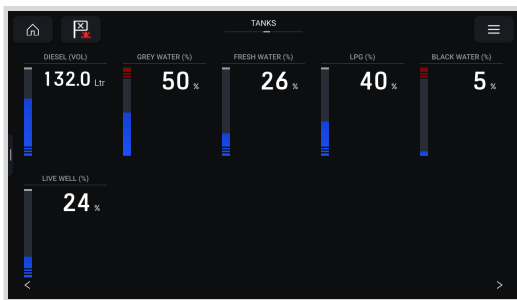 TANKS
DIESEL (VOL)
132.0 Ltr
GREY WATER (%)
50 %
FRESH WATER (%)
26 %
LPG (%)
40 %
BLACK WATER (%)
5 %
LIVE WELL (%)
24 %